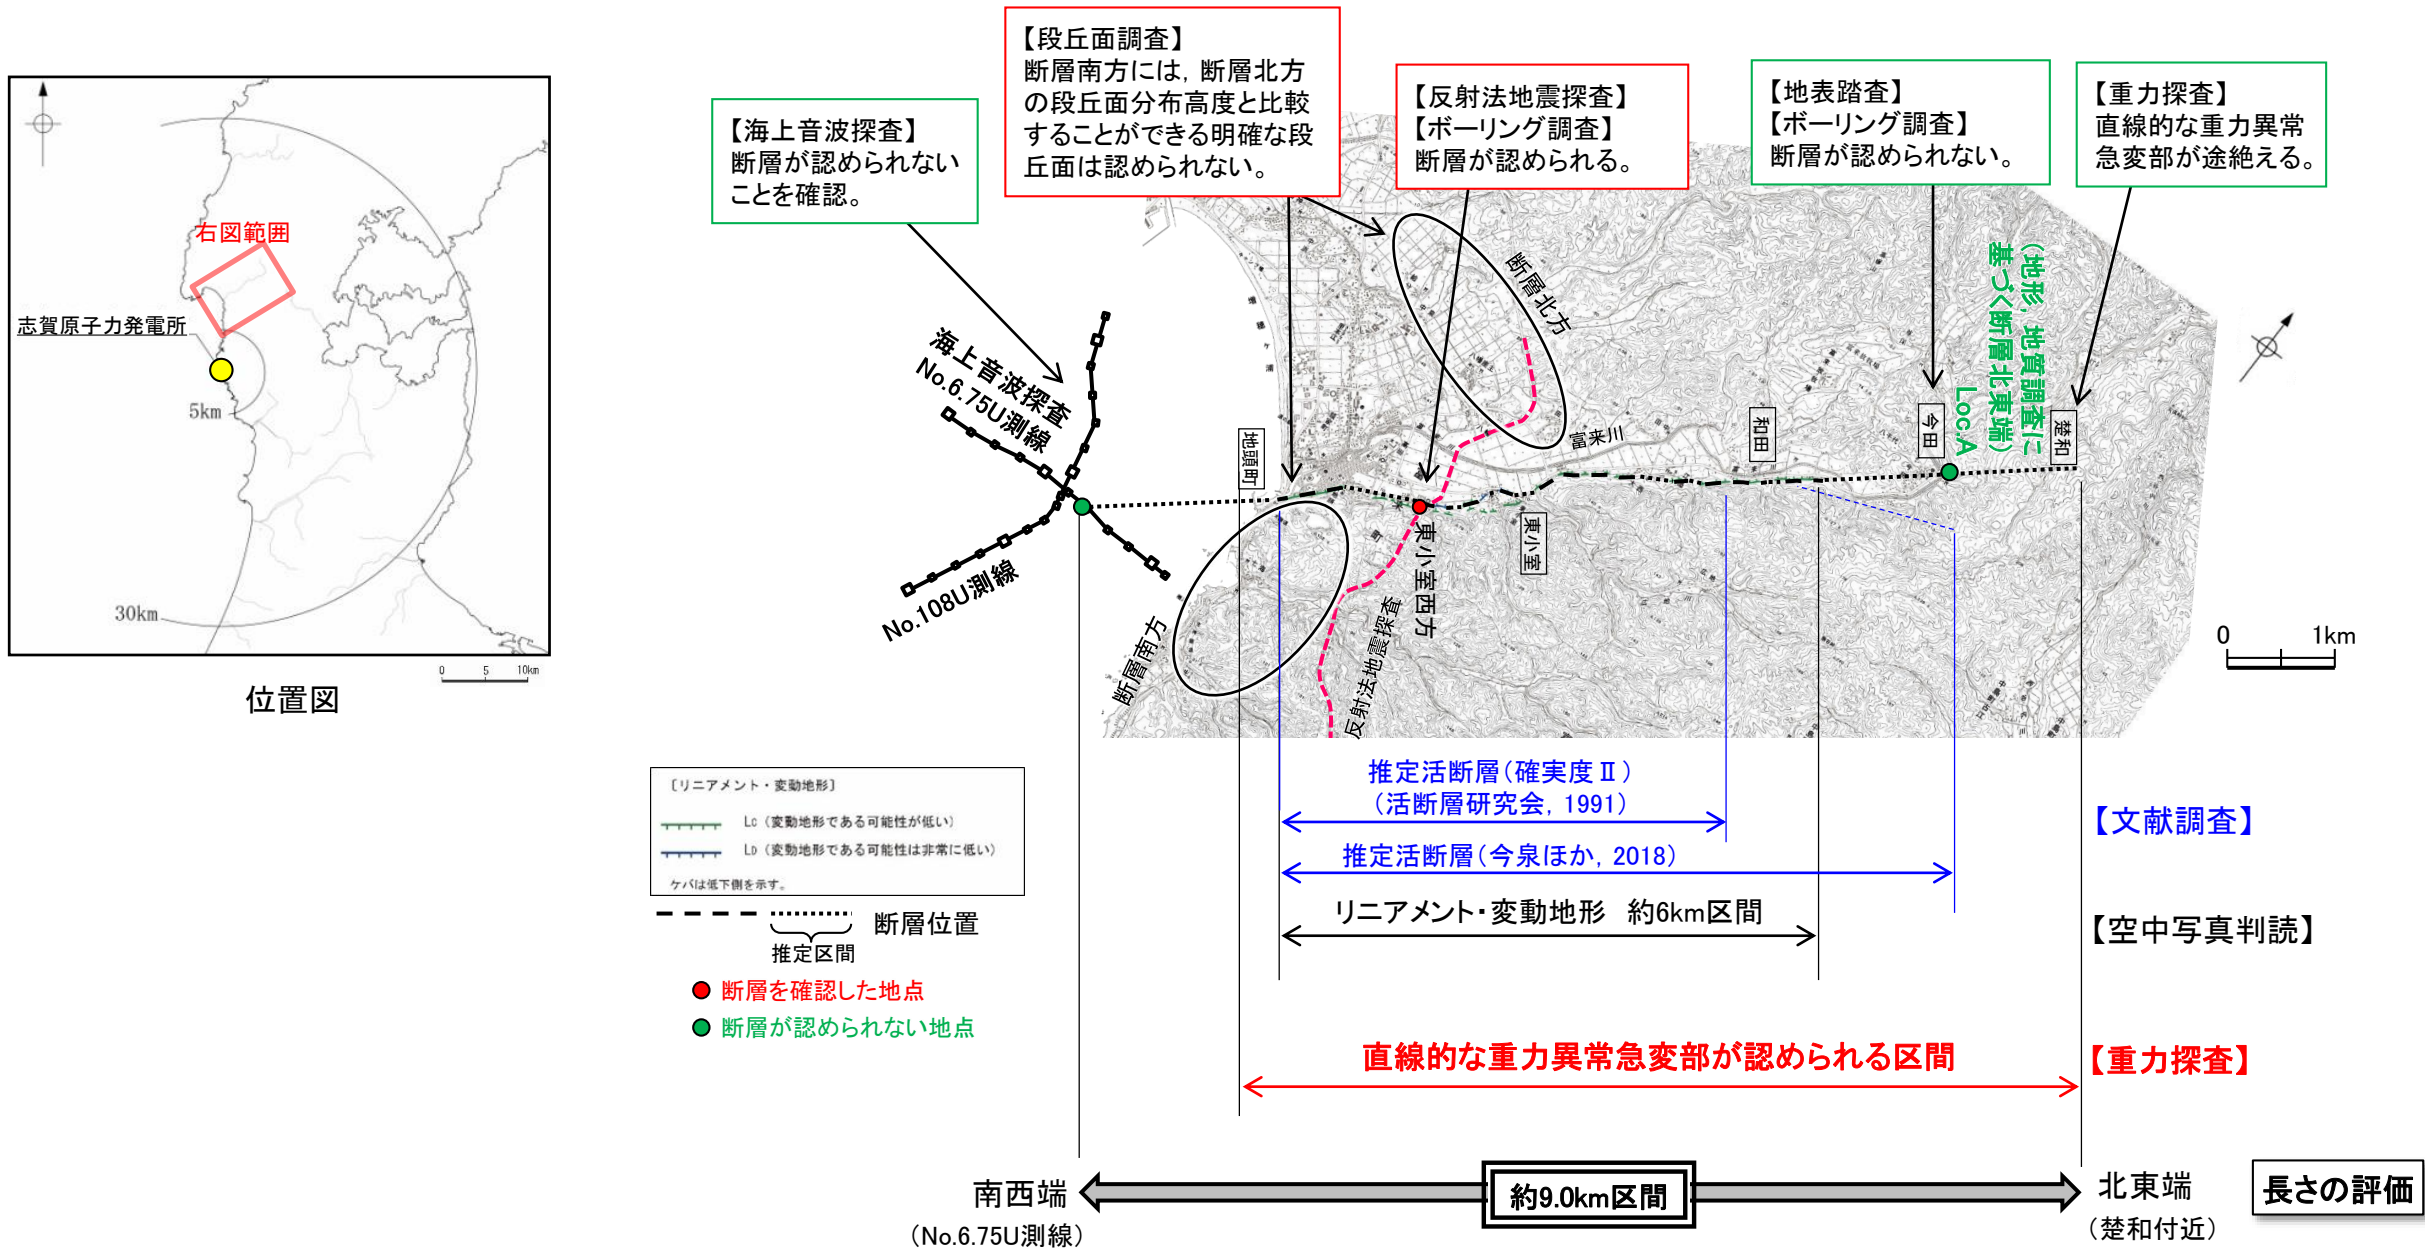 【段丘面調査】
断層南方には，断層北方
の段丘面分布高度と比較
することができる明確な段
丘面は認められない。
【反射法地震探査】
【ボーリング調査】
断層が認められる。
【地表踏査】
【ボーリング調査】
断層が認められない。
【重力探査】
直線的な重力異常
急変部が途絶える。
【海上音波探査】
断層が認められない
ことを確認。
右図範囲
志賀原子力発電所
5km
30km
0 5 10km
位置図
海上音波探査
No.6.75U測線
No.108U測線
断層北方
断層南方
地頭町
富来川
和田
今田
楚和
東小室
東小室西方
反射法地震探査
（地形，地質調査に
基づく断層北東端）
Loc.A
0 1km
［リニアメント・変動地形］
LC（変動地形である可能性が低い）
LD（変動地形である可能性は非常に低い）
ケバは低下側を示す。
断層位置
推定区間
断層を確認した地点
断層が認められない地点
推定活断層（確実度Ⅱ）
（活断層研究会，1991）
【文献調査】
推定活断層（今泉ほか，2018）
リニアメント・変動地形　約6km区間
【空中写真判読】
直線的な重力異常急変部が認められる区間
【重力探査】
南西端
（No.6.75U測線）
約9.0km区間
北東端
（楚和付近）
長さの評価